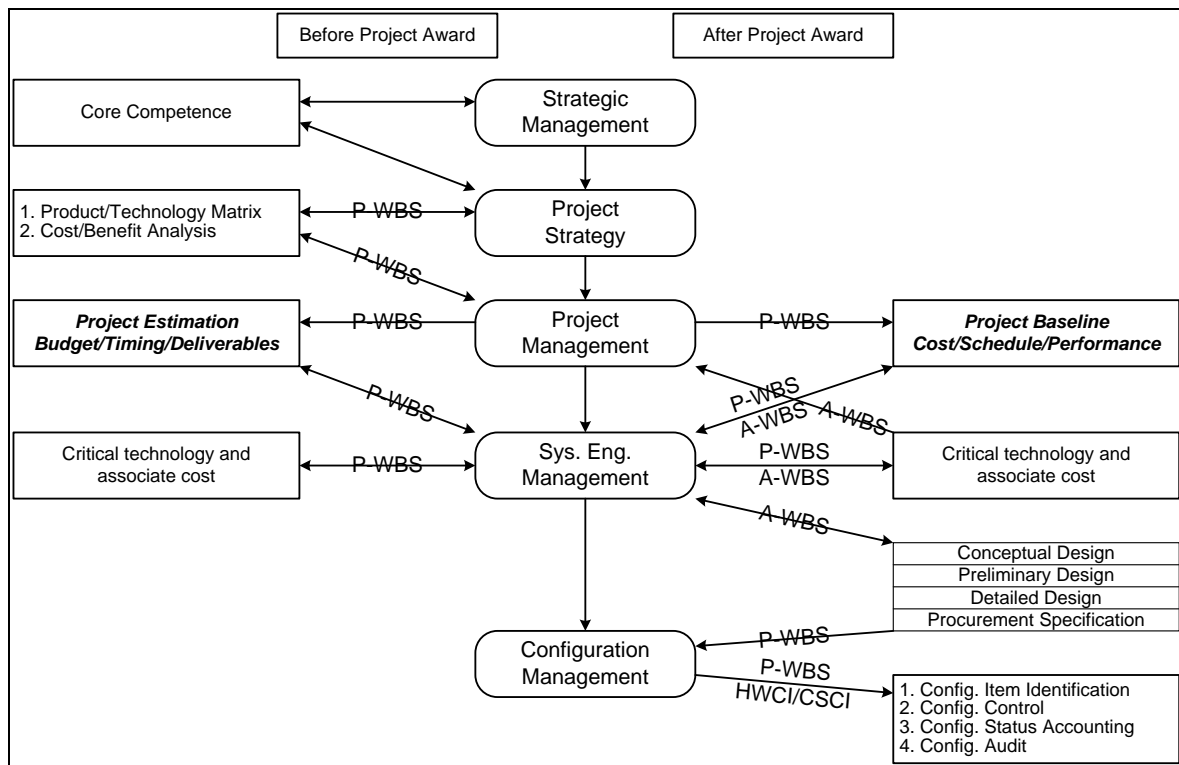 Before Project Award
After Project Award
Core Competence
Strategic
Management
1. Product/Technology Matrix
2. Cost/Benefit Analysis
P-WBS
Project
Strategy
P-WBS
Project Estimation
Budget/Timing/Deliverables
P-WBS
Project
Management
P-WBS
Project Baseline
Cost/Schedule/Performance
P-WBS
P-WBS
A-WBS
A-WBS
Critical technology and
associate cost
P-WBS
Sys. Eng.
Management
P-WBS
A-WBS
Critical technology and
associate cost
A-WBS
Conceptual Design
Preliminary Design
Detailed Design
Procurement Specification
P-WBS
Configuration
Management
P-WBS
HWCI/CSCI
1. Config. Item Identification
2. Config. Control
3. Config. Status Accounting
4. Config. Audit